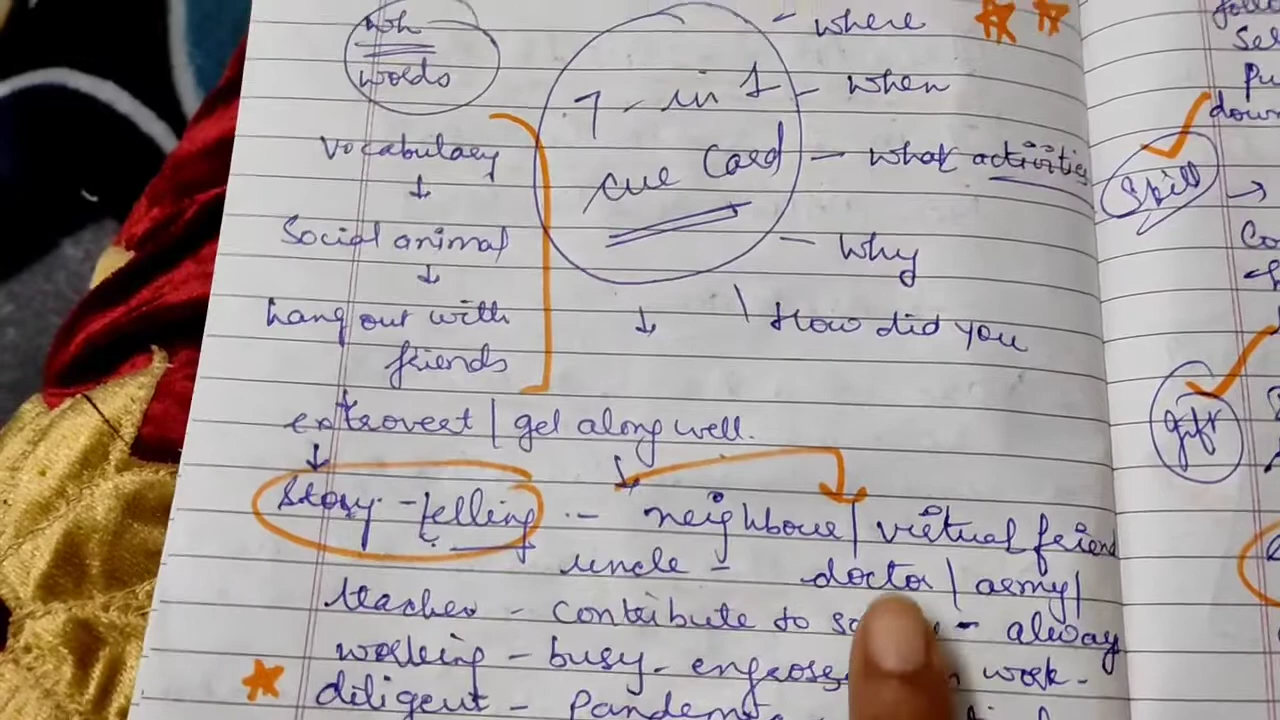 wh
words
- where
7-in 1 - when
cue card - what activities
- why
How did you
vocabulary
↓
Social animal
↓
hang out with
friends
extrovert | get along well.
↓
Story-telling :- neighbour | virtual friend
uncle - doctor | army |
teacher - contribute to - always
working - busy - work.
diligent -
Skill →
gift
down